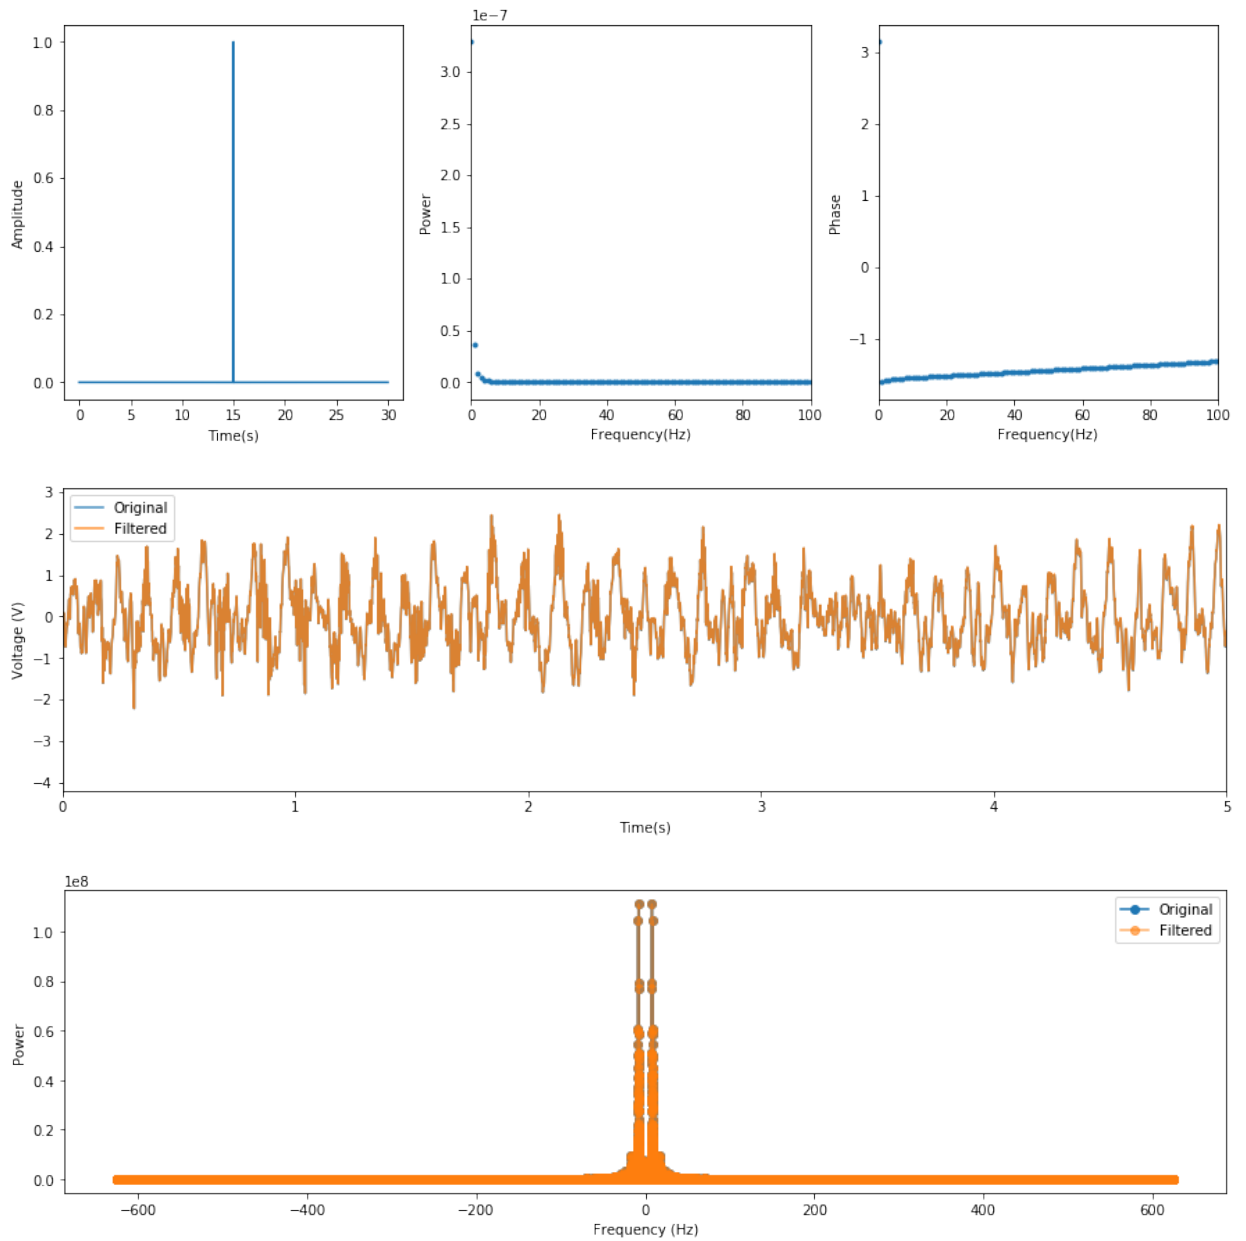 1.0
0.8
0.6
0.4
0.2
0.0
Amplitude
0 5 10 15 20 25 30
Time(s)
1e−7
3.0
2.5
2.0
1.5
1.0
0.5
0.0
Power
0 20 40 60 80 100
Frequency(Hz)
3
2
1
0
−1
Phase
0 20 40 60 80 100
Frequency(Hz)
3
2
1
0
−1
−2
−3
−4
Voltage (V)
Original
Filtered
0 1 2 3 4 5
Time(s)
1e8
1.0
0.8
0.6
0.4
0.2
0.0
Power
Original
Filtered
−600 −400 −200 0 200 400 600
Frequency (Hz)